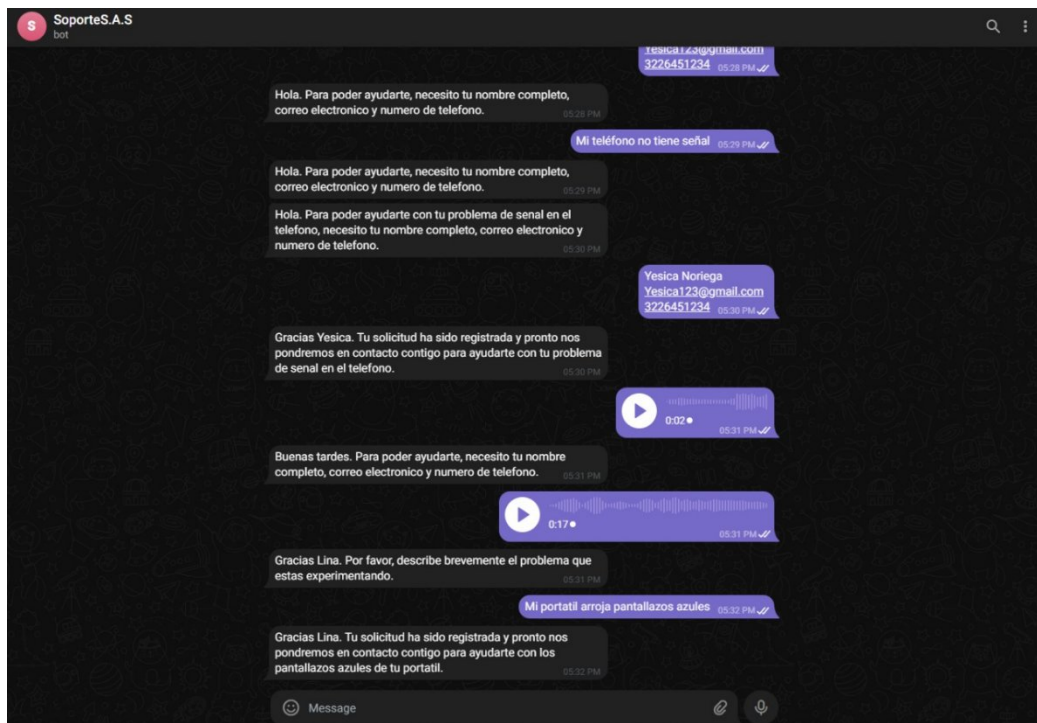 S
SoporteS.A.S
bot
Yesica123@gmail.com
3226451234 05:28 PM
Hola. Para poder ayudarte, necesito tu nombre completo,
correo electronico y numero de telefono. 05:28 PM
Mi teléfono no tiene señal 05:29 PM
Hola. Para poder ayudarte, necesito tu nombre completo,
correo electronico y numero de telefono. 05:29 PM
Hola. Para poder ayudarte con tu problema de senal en el
telefono, necesito tu nombre completo, correo electronico y
numero de telefono. 05:30 PM
Yesica Noriega
Yesica123@gmail.com
3226451234 05:30 PM
Gracias Yesica. Tu solicitud ha sido registrada y pronto nos
pondremos en contacto contigo para ayudarte con tu problema
de senal en el telefono. 05:30 PM
0:02
05:31 PM
Buenas tardes. Para poder ayudarte, necesito tu nombre
completo, correo electronico y numero de telefono. 05:31 PM
0:17
05:31 PM
Gracias Lina. Por favor, describe brevemente el problema que
estas experimentando. 05:31 PM
Mi portatil arroja pantallazos azules 05:32 PM
Gracias Lina. Tu solicitud ha sido registrada y pronto nos
pondremos en contacto contigo para ayudarte con los
pantallazos azules de tu portatil. 05:32 PM
Message